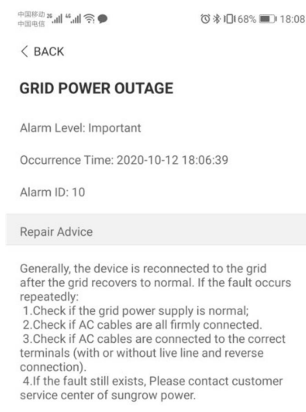 中国移动 26 46 18:08
中国电信 68%
< BACK
GRID POWER OUTAGE
Alarm Level: Important
Occurrence Time: 2020-10-12 18:06:39
Alarm ID: 10
Repair Advice
Generally, the device is reconnected to the grid
after the grid recovers to normal. If the fault occurs
repeatedly:
1.Check if the grid power supply is normal;
2.Check if AC cables are all firmly connected.
3.Check if AC cables are connected to the correct
terminals (with or without live line and reverse
connection).
4.If the fault still exists, Please contact customer
service center of sungrow power.